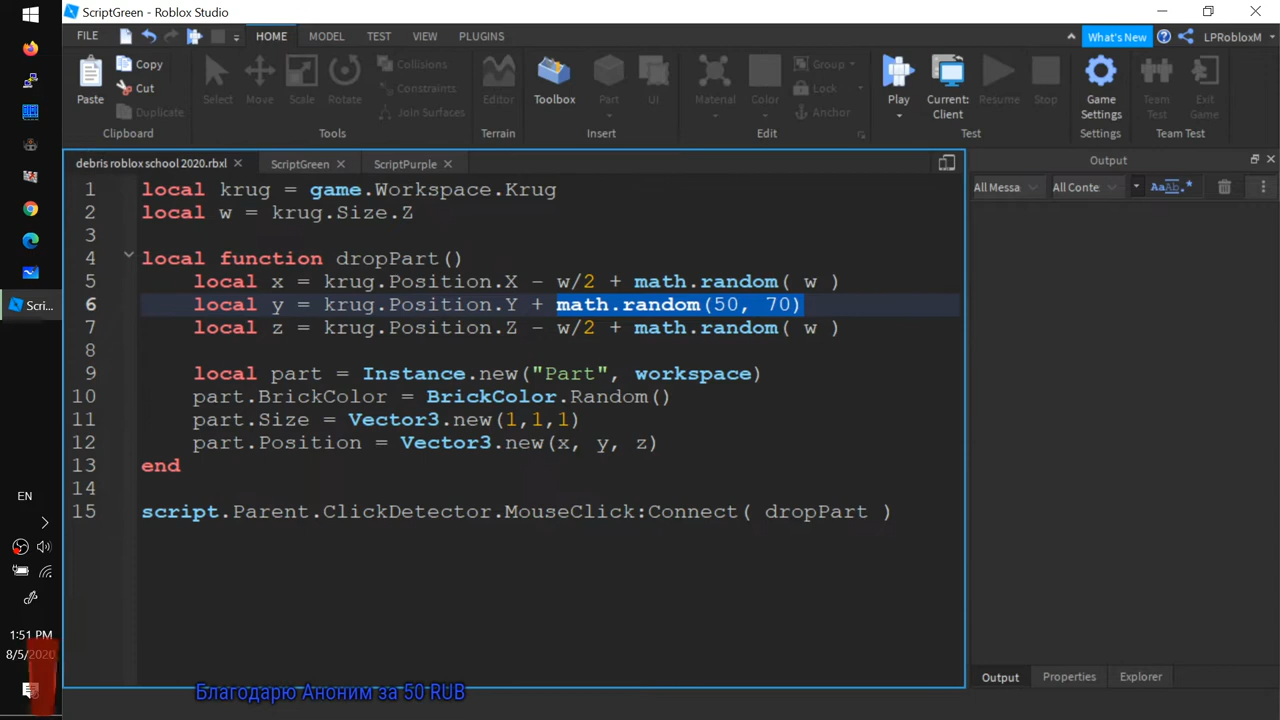 ScriptGreen - Roblox Studio
FILE HOME MODEL TEST VIEW PLUGINS What's New LPRobloxM
Copy Collisions Group
Cut Constraints Lock
Duplicate Join Surfaces
Paste Select Move Scale Rotate Editor Toolbox Part UI Material Color Play Current: Client Resume Stop Game Settings Team Test Exit Game
Clipboard Tools Terrain Insert Edit Test Settings Team Test
debris roblox school 2020.rbxl ScriptGreen ScriptPurple
Output
All Messa All Conte AaAb.*
1 local krug = game.Workspace.Krug
2 local w = krug.Size.Z
3
4 local function dropPart()
5 local x = krug.Position.X - w/2 + math.random( w )
6 local y = krug.Position.Y + math.random(50, 70)
7 local z = krug.Position.Z - w/2 + math.random( w )
8
9 local part = Instance.new("Part", workspace)
10 part.BrickColor = BrickColor.Random()
11 part.Size = Vector3.new(1,1,1)
12 part.Position = Vector3.new(x, y, z)
13 end
14
15 script.Parent.ClickDetector.MouseClick:Connect( dropPart )
Scri...
EN
1:51 PM
8/5/2020
Output Properties Explorer
Благодарю Аноним за 50 RUB